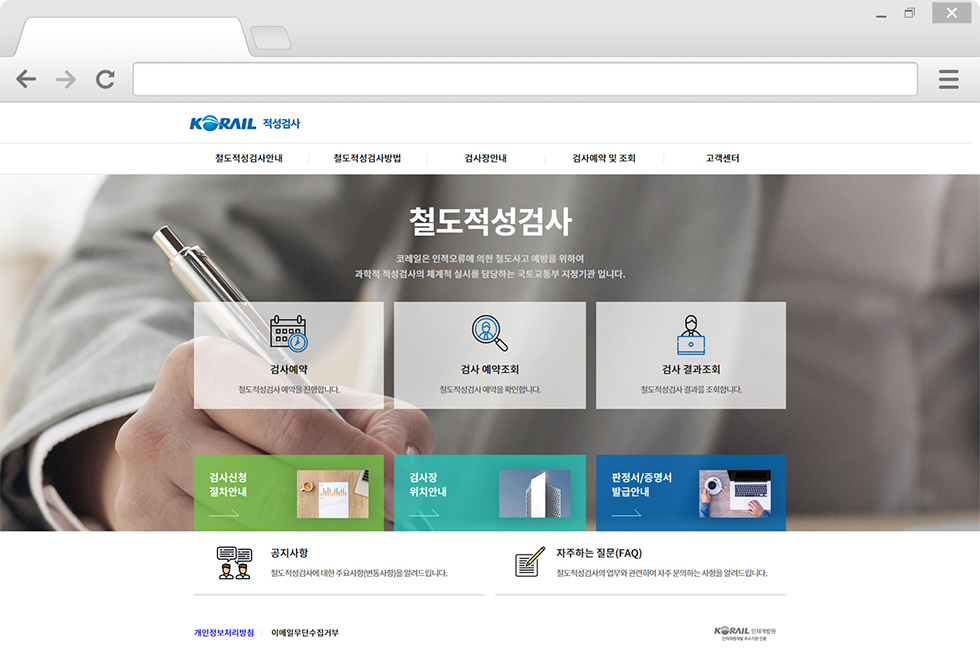 KORAIL 적성검사
철도적성검사안내 철도적성검사방법 검사장안내 검사예약 및 조회 고객센터
철도적성검사
코레일은 인적오류에 의한 철도사고 예방을 위하여
과학적 적성검사의 체계적 실시를 담당하는 국토교통부 지정기관 입니다.
검사예약
철도적성검사 예약을 진행합니다.
검사 예약조회
철도적성검사 예약을 확인합니다.
검사 결과조회
철도적성검사 결과를 조회합니다.
검사신청
절차안내
검사장
위치안내
판정서/증명서
발급안내
공지사항
철도적성검사에 대한 주요사항(변동사항)을 알려드립니다.
자주하는 질문(FAQ)
철도적성검사의 업무와 관련하여 자주 문의하는 사항을 알려드립니다.
개인정보처리방침 이메일무단수집거부
KORAIL 인재개발원
인적자원개발 우수기관 인증